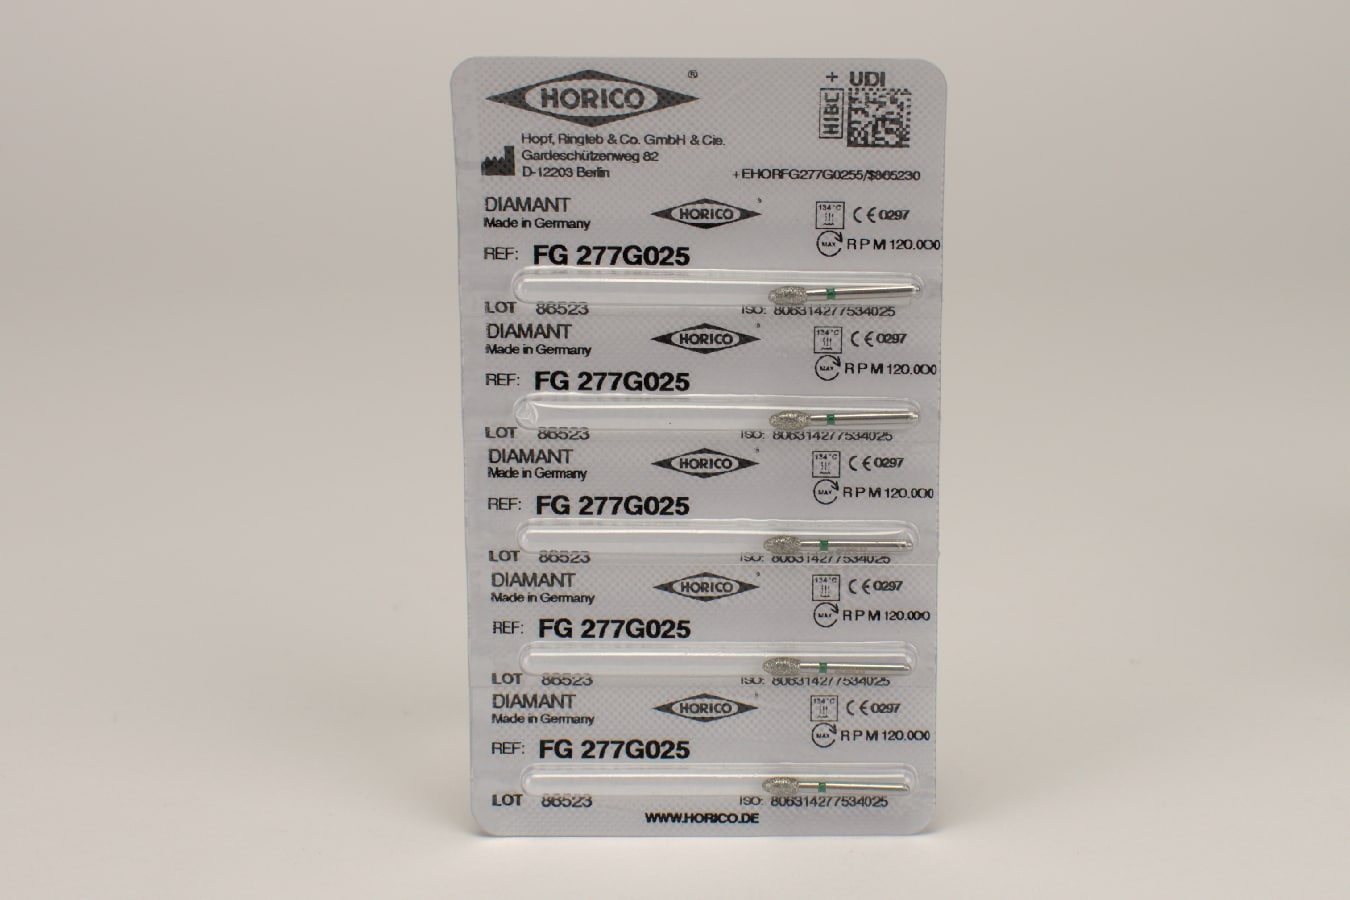 HORICO ®
+ UDI
HIBC
Hopf, Ringleb & Co. GmbH & Cie.
Gardeschützenweg 82
D-12203 Berlin
+EHORFG277G0255/$865230
DIAMANT
Made in Germany
HORICO
134°C
CE 0297
MAX RPM 120.000
REF: FG 277G025
LOT 86523
ISO: 806314277534025
DIAMANT
Made in Germany
HORICO
134°C
CE 0297
MAX RPM 120.000
REF: FG 277G025
LOT 86523
ISO: 806314277534025
DIAMANT
Made in Germany
HORICO
134°C
CE 0297
MAX RPM 120.000
REF: FG 277G025
LOT 86523
ISO: 806314277534025
DIAMANT
Made in Germany
HORICO
134°C
CE 0297
MAX RPM 120.000
REF: FG 277G025
LOT 86523
ISO: 806314277534025
DIAMANT
Made in Germany
HORICO
134°C
CE 0297
MAX RPM 120.000
REF: FG 277G025
LOT 86523
ISO: 806314277534025
WWW.HORICO.DE